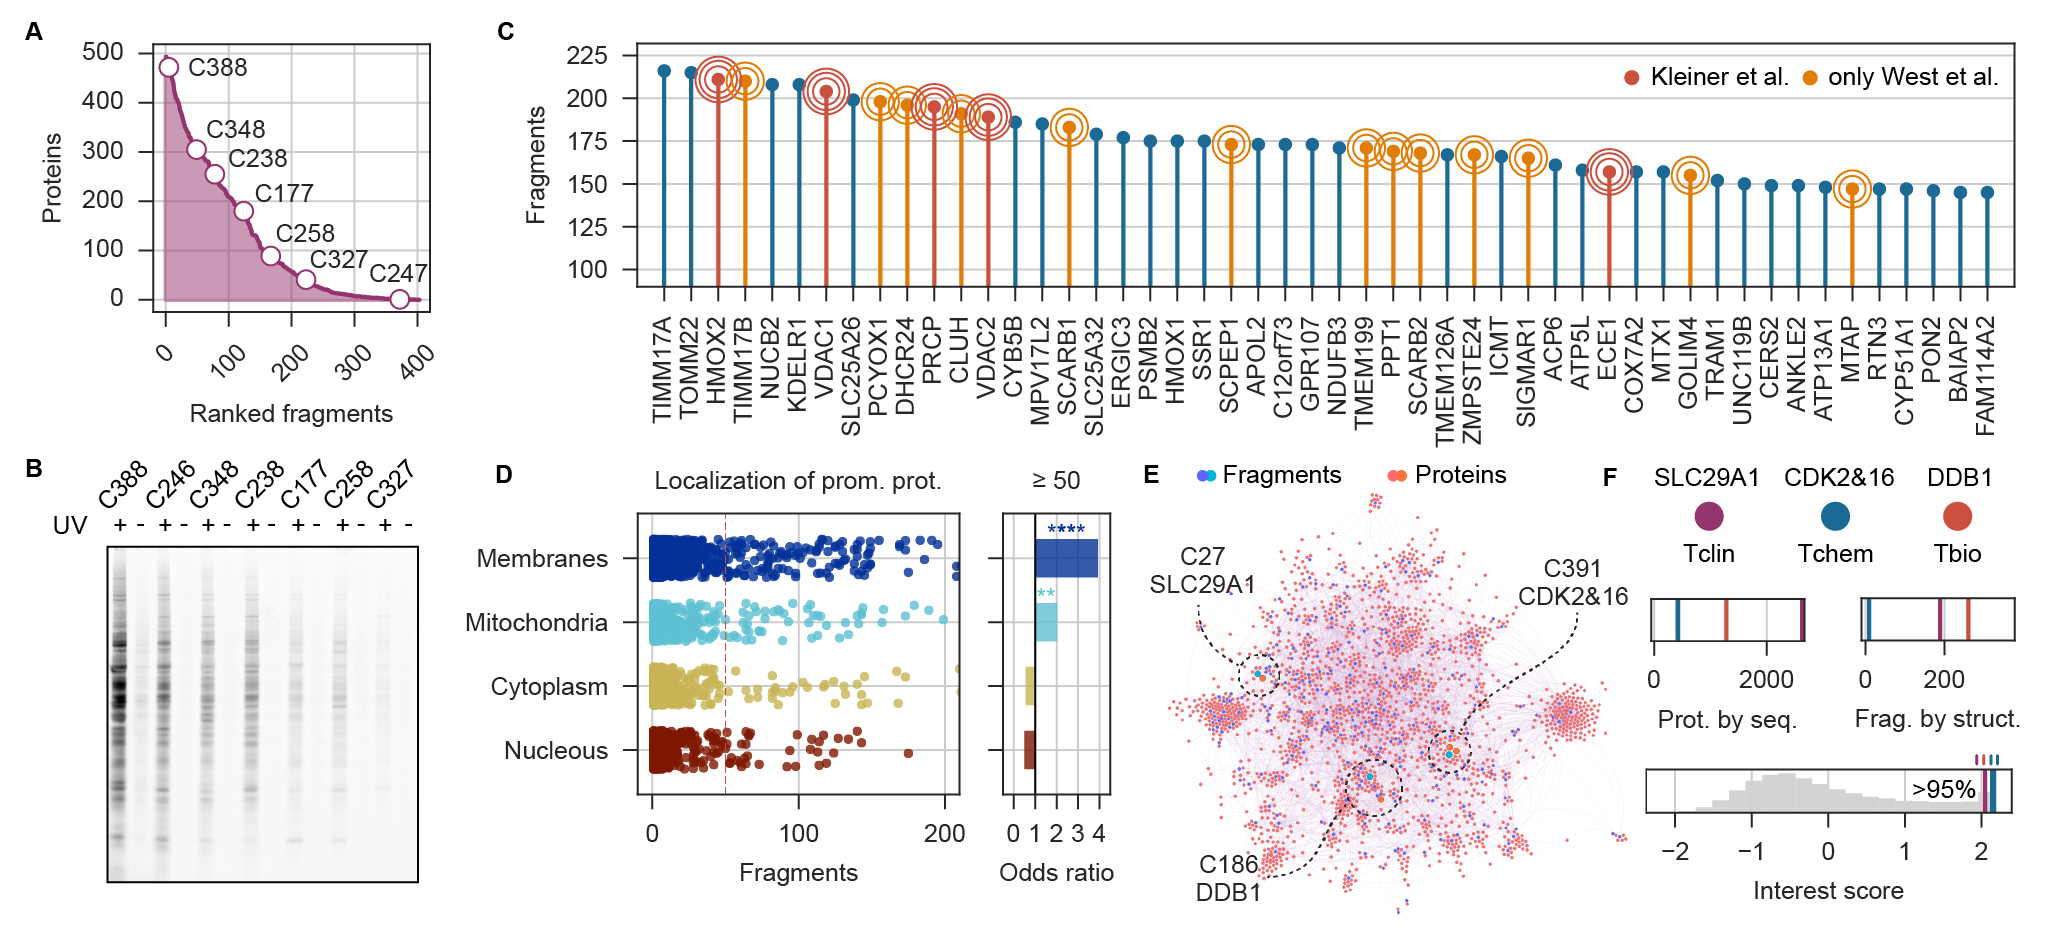 A
500
400
300
200
100
0
Proteins
C388
C348
C238
C177
C258
C327
C247
0
100
200
300
400
Ranked fragments
B
C388
C246
C348
C238
C177
C258
C327
UV + - + - + - + - + - + - + -
C
225
200
175
150
125
100
Fragments
Kleiner et al.
only West et al.
TIMM17A
TOMM22
HMOX2
TIMM17B
NUCB2
KDELR1
VDAC1
SLC25A26
PCYOX1
DHCR24
PRCP
CLUH
VDAC2
CYB5B
MPV17L2
SCARB1
SLC25A32
ERGIC3
PSMB2
HMOX1
SSR1
SCPEP1
APOL2
C12orf73
GPR107
NDUFB3
TMEM199
PPT1
SCARB2
TMEM126A
ZMPSTE24
ICMT
SIGMAR1
ACP6
ATP5L
ECE1
COX7A2
MTX1
GOLIM4
TRAM1
UNC119B
CERS2
ANKLE2
ATP13A1
MTAP
RTN3
CYP51A1
PON2
BAIAP2
FAM114A2
D
Localization of prom. prot.
≥ 50
Membranes
Mitochondria
Cytoplasm
Nucleous
****
**
0 100 200
Fragments
0 1 2 3 4
Odds ratio
E
Fragments
Proteins
C27
SLC29A1
C391
CDK2&16
C186
DDB1
F
SLC29A1 CDK2&16 DDB1
Tclin Tchem Tbio
0 2000
Prot. by seq.
0 200
Frag. by struct.
>95%
−2 −1 0 1 2
Interest score